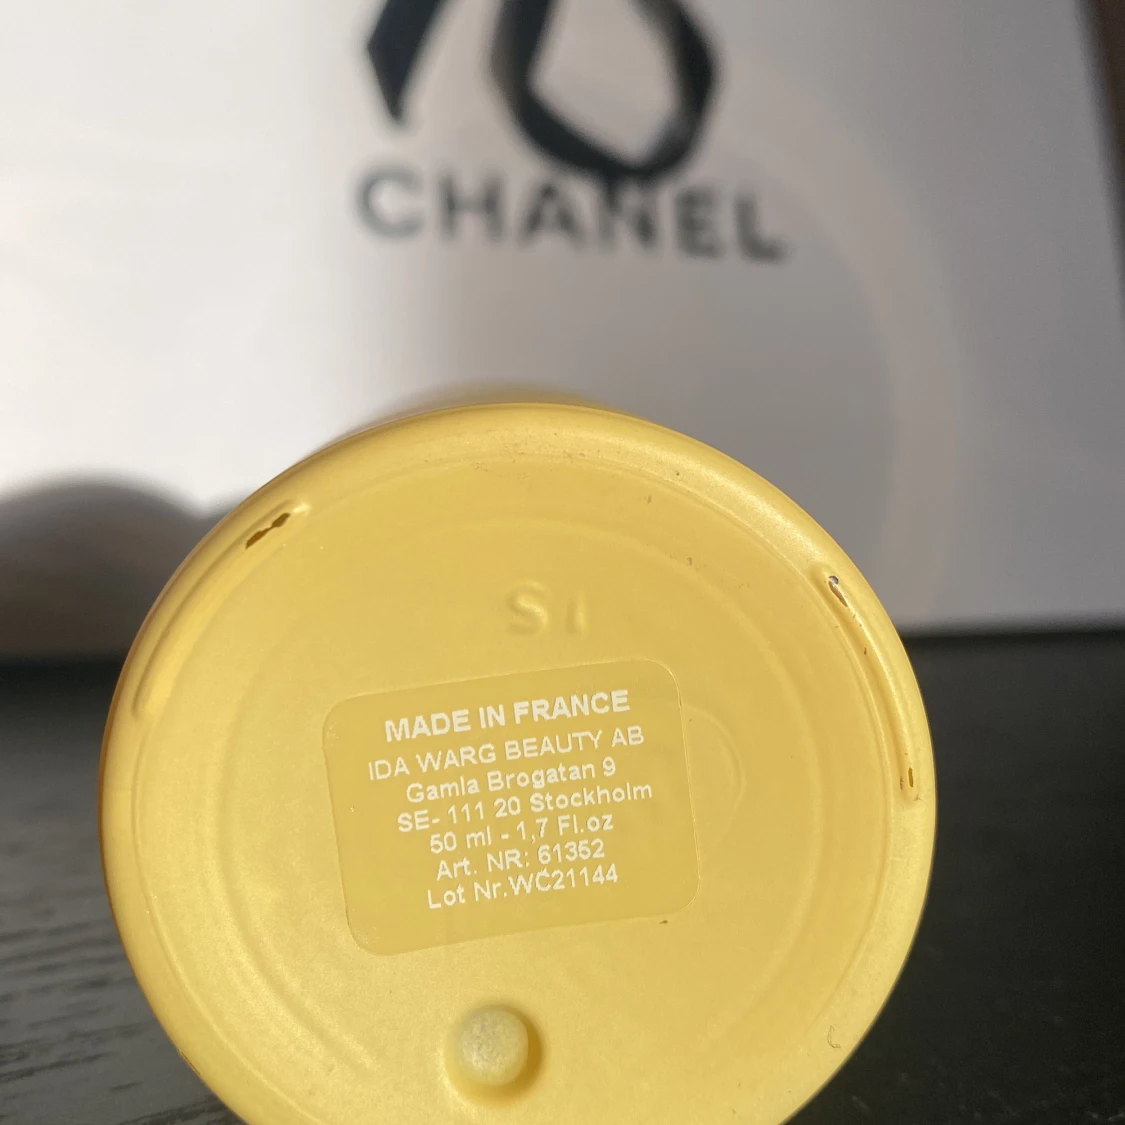 CHANEL
SI
MADE IN FRANCE
IDA WARG BEAUTY AB
Gamla Brogatan 9
SE- 111 20 Stockholm
50 ml - 1,7 Fl.oz
Art. NR: 61352
Lot Nr.WC21144